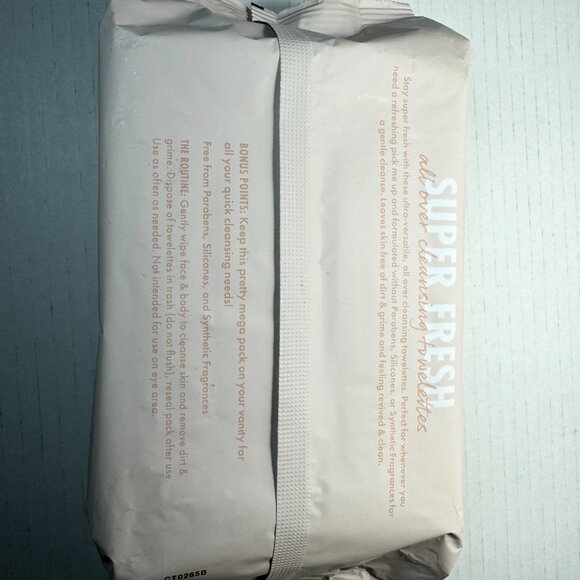 SUPER FRESH
all over cleansing towelettes
Stay super fresh with these ultra-versatile, all over cleansing towelettes. Perfect for whenever you
need a refreshing pick me up and formulated without Parabens, Silicones, or Synthetic Fragrances for
a gentle cleanse. Leaves skin free of dirt & grime and feeling revived & clean.
BONUS POINTS: Keep this pretty mega pack on your vanity for
all your quick cleansing needs!
Free from Parabens, Silicones, and Synthetic Fragrances
THE ROUTINE: Gently wipe face & body to cleanse skin and remove dirt &
grime. Dispose of towelettes in trash (do not flush), reseal pack after use.
Use as often as needed. Not intended for use on eye area.
CT0265B